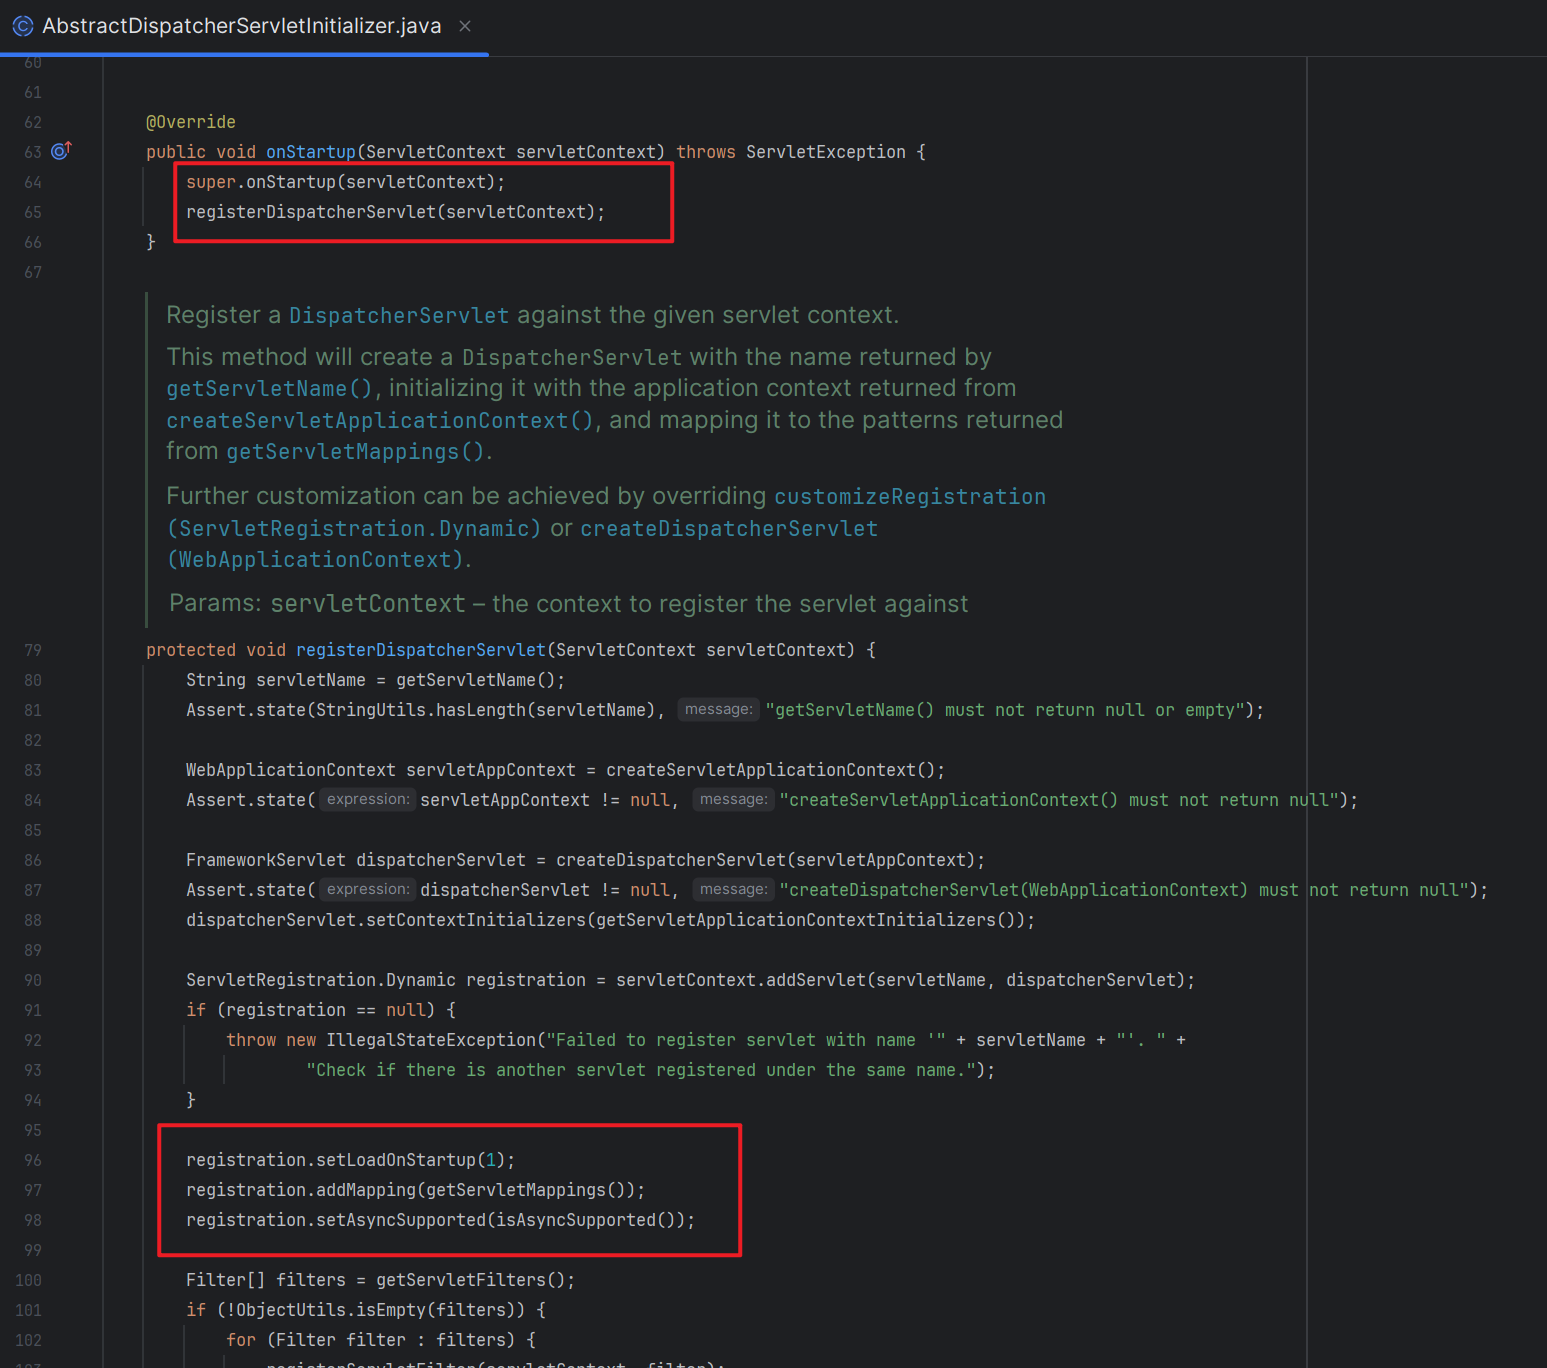 AbstractDispatcherServletInitializer.java ×
60
61
62 @Override
63 public void onStartup(ServletContext servletContext) throws ServletException {
64 super.onStartup(servletContext);
65 registerDispatcherServlet(servletContext);
66 }
67
Register a DispatcherServlet against the given servlet context.
This method will create a DispatcherServlet with the name returned by
getServletName(), initializing it with the application context returned from
createServletApplicationContext(), and mapping it to the patterns returned
from getServletMappings().
Further customization can be achieved by overriding customizeRegistration
(ServletRegistration.Dynamic) or createDispatcherServlet
(WebApplicationContext).
Params: servletContext – the context to register the servlet against
79 protected void registerDispatcherServlet(ServletContext servletContext) {
80 String servletName = getServletName();
81 Assert.state(StringUtils.hasLength(servletName), message: "getServletName() must not return null or empty");
82
83 WebApplicationContext servletAppContext = createServletApplicationContext();
84 Assert.state( expression: servletAppContext != null, message: "createServletApplicationContext() must not return null");
85
86 FrameworkServlet dispatcherServlet = createDispatcherServlet(servletAppContext);
87 Assert.state( expression: dispatcherServlet != null, message: "createDispatcherServlet(WebApplicationContext) must not return null");
88 dispatcherServlet.setContextInitializers(getServletApplicationContextInitializers());
89
90 ServletRegistration.Dynamic registration = servletContext.addServlet(servletName, dispatcherServlet);
91 if (registration == null) {
92 throw new IllegalStateException("Failed to register servlet with name '" + servletName + "'. " +
93 "Check if there is another servlet registered under the same name.");
94 }
95
96 registration.setLoadOnStartup(1);
97 registration.addMapping(getServletMappings());
98 registration.setAsyncSupported(isAsyncSupported());
99
100 Filter[] filters = getServletFilters();
101 if (!ObjectUtils.isEmpty(filters)) {
102 for (Filter filter : filters) {
103 registerServletFilter(servletContext, filter);